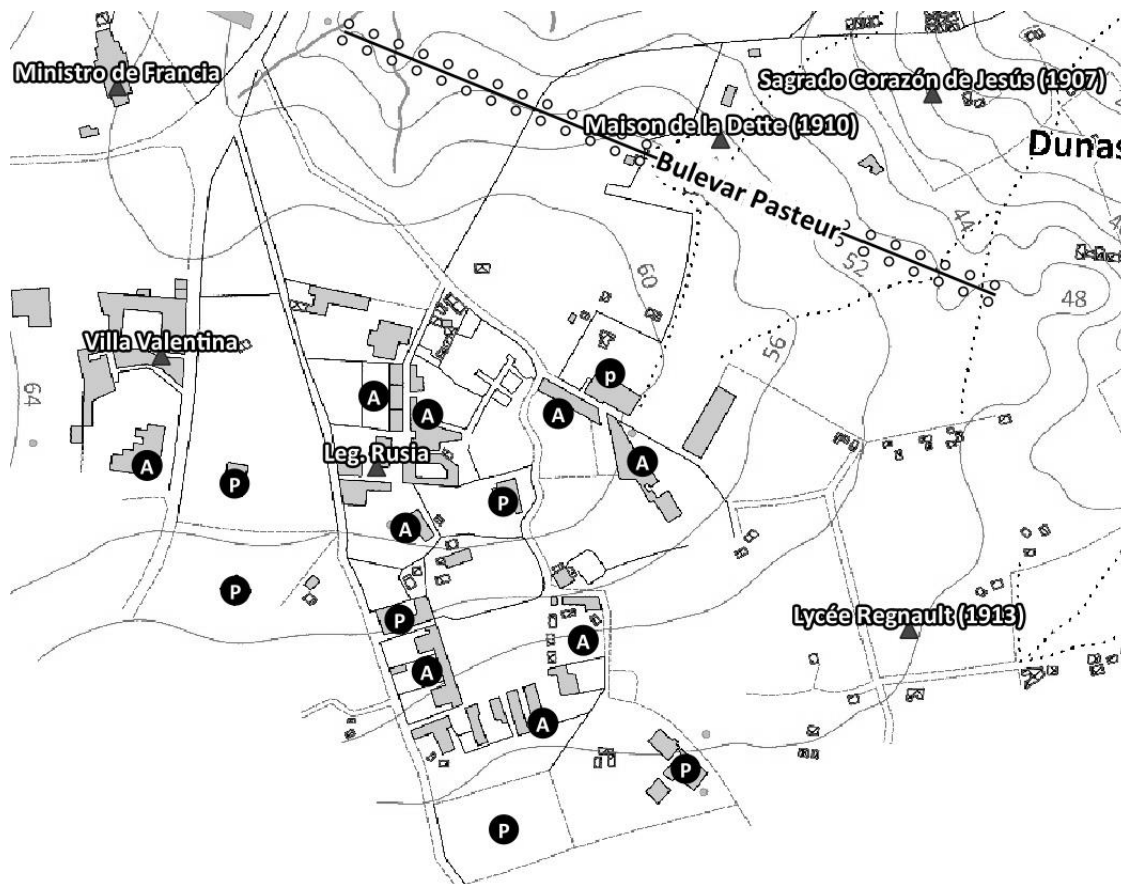 Ministro de Francia
Sagrado Corazón de Jesús (1907)
Maison de la Dette (1910)
Dunas
Bulevar Pasteur
44
52
60
48
56
Villa Valentina
64
p
A
A
A
Leg. Rusia
A
A
P
P
A
P
P
Lycée Regnault (1913)
A
A
A
P
P